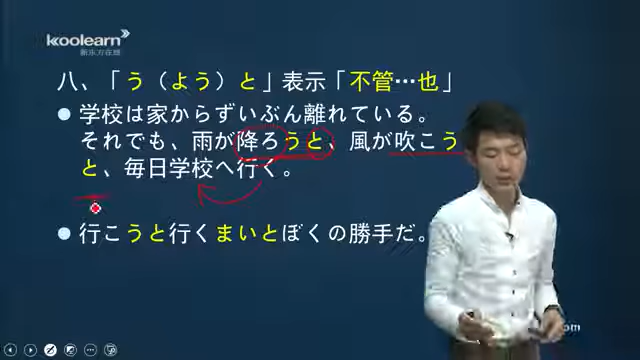 koolearn
新东方在线
八、「う（よう）と」表示「不管…也」
学校は家からずいぶん離れている。
それでも、雨が降ろうと、風が吹こう
と、毎日学校へ行く。
行こうと行くまいとぼくの勝手だ。